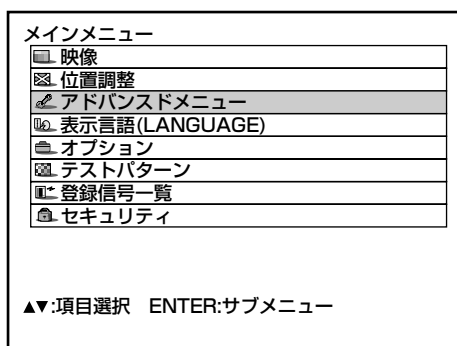 メインメニュー
映像
位置調整
アドバンスドメニュー
表示言語(LANGUAGE)
オプション
テストパターン
登録信号一覧
セキュリティ
▲▼:項目選択 ENTER:サブメニュー